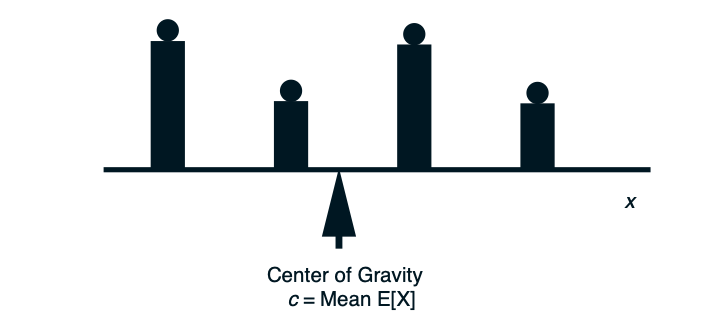 x
Center of Gravity
c = Mean E[X]